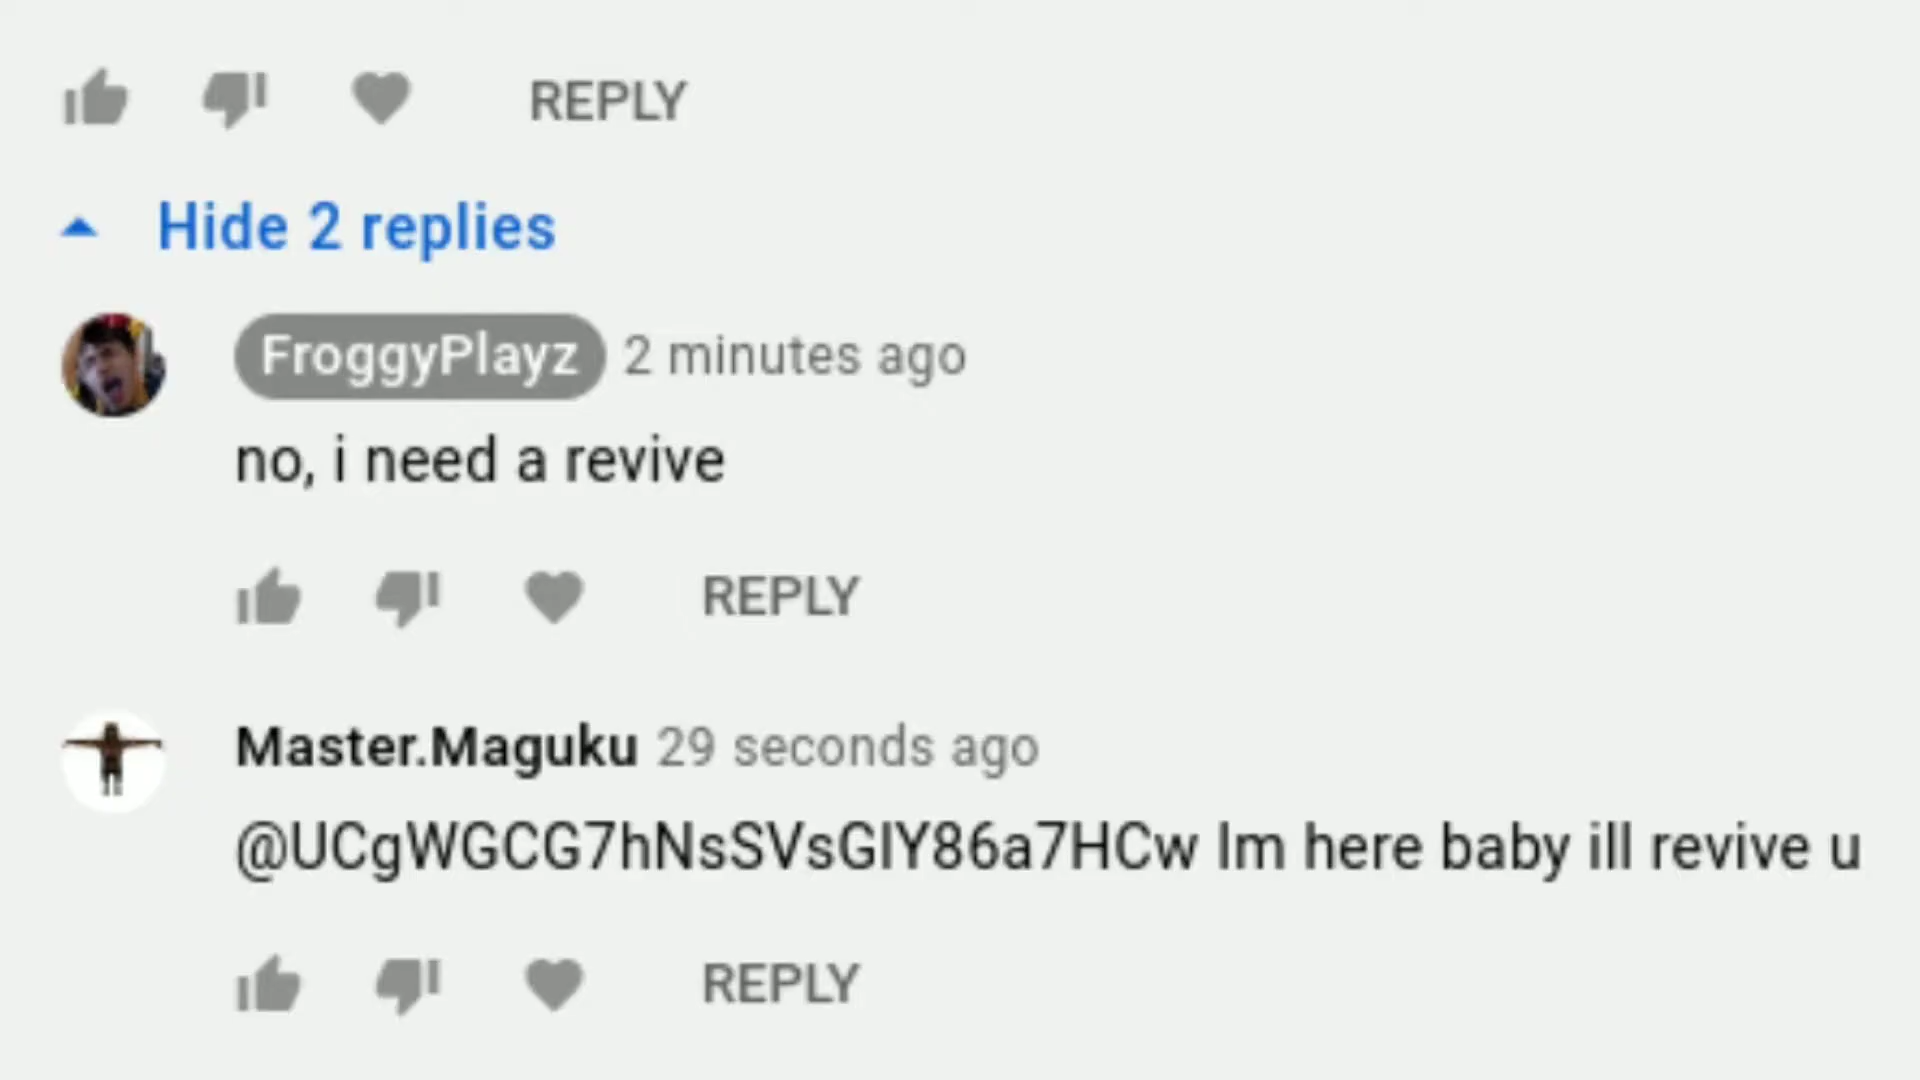 REPLY
Hide 2 replies
FroggyPlayz 2 minutes ago
no, i need a revive
REPLY
Master.Maguku 29 seconds ago
@UCgWGCG7hNsSVsGIY86a7HCw Im here baby ill revive u
REPLY